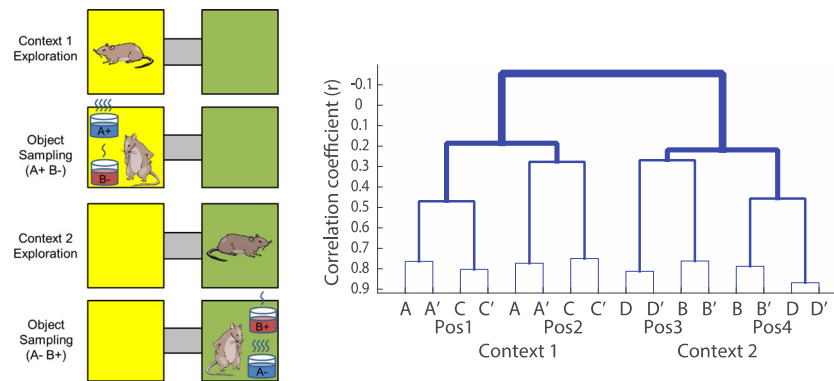 Context 1
Exploration
Object
Sampling
(A+ B-)
A+
B-
Context 2
Exploration
Object
Sampling
(A- B+)
B+
A-
Correlation coefficient (r)
-0.1
0
0.1
0.2
0.3
0.4
0.5
0.6
0.7
0.8
0.9
A A′ C C′ A A′ C C′ D D′ B B′ B B′ D D′
Pos1 Pos2 Pos3 Pos4
Context 1 Context 2